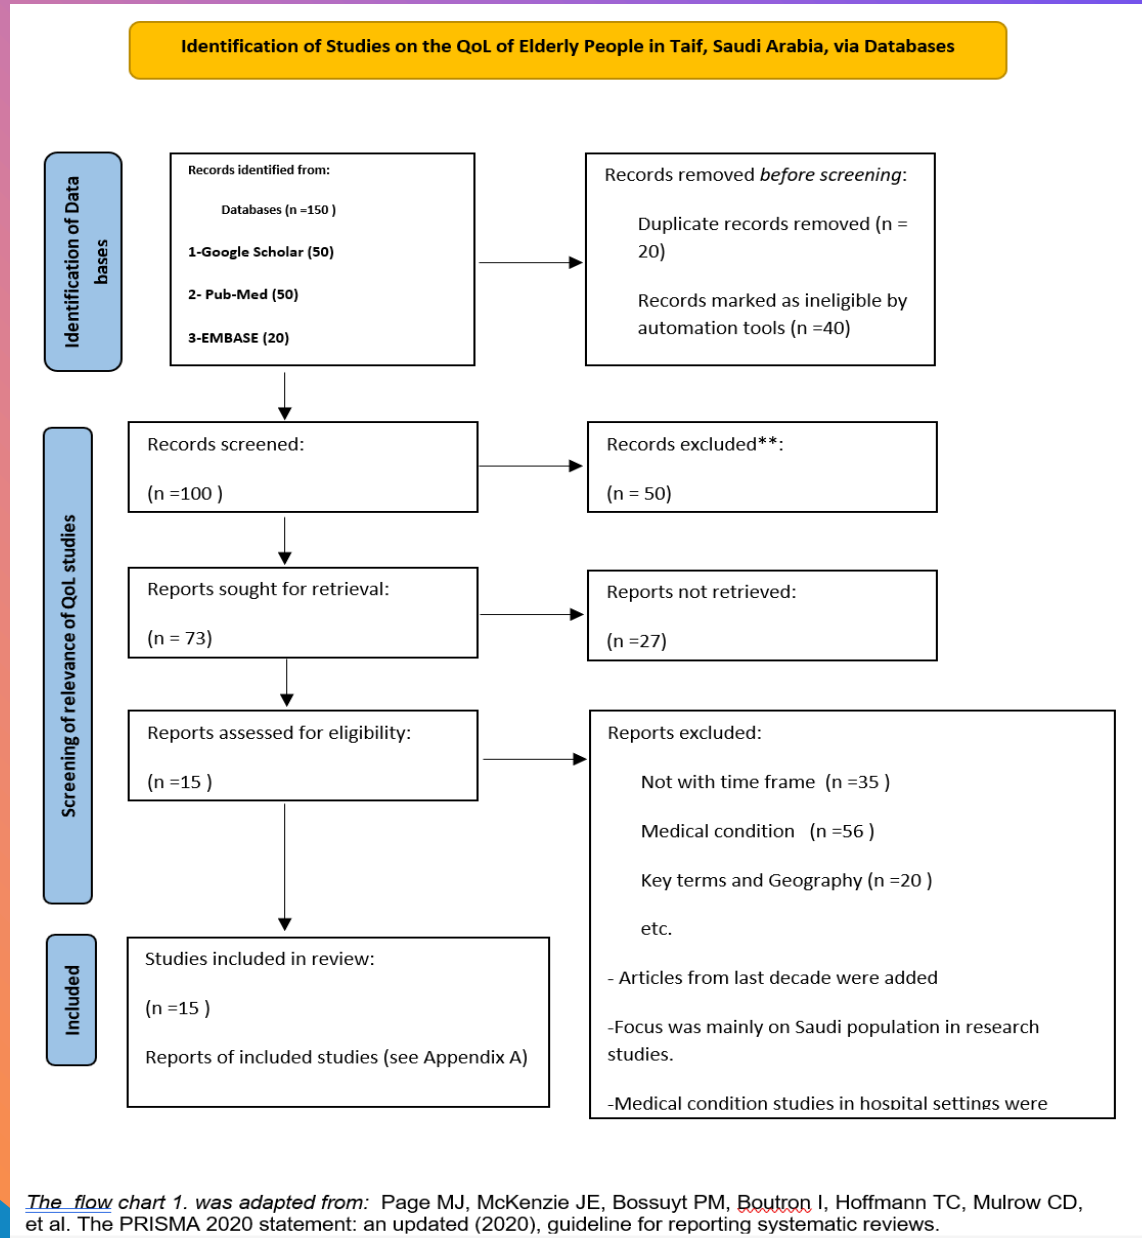 Identification of Studies on the QoL of Elderly People in Taif, Saudi Arabia, via Databases
Identification of Data
bases
Records identified from:
Databases (n =150 )
1-Google Scholar (50)
2- Pub-Med (50)
3-EMBASE (20)
Records removed before screening:
Duplicate records removed (n =
20)
Records marked as ineligible by
automation tools (n =40)
Screening of relevance of QoL studies
Records screened:
(n =100 )
Records excluded**:
(n = 50)
Reports sought for retrieval:
(n = 73)
Reports not retrieved:
(n =27)
Reports assessed for eligibility:
(n =15 )
Reports excluded:
Not with time frame  (n =35 )
Medical condition   (n =56 )
Key terms and Geography (n =20 )
etc.
- Articles from last decade were added
-Focus was mainly on Saudi population in research
studies.
-Medical condition studies in hospital settings were
Included
Studies included in review:
(n =15 )
Reports of included studies (see Appendix A)
The  flow chart 1. was adapted from:  Page MJ, McKenzie JE, Bossuyt PM, Boutron I, Hoffmann TC, Mulrow CD,
et al. The PRISMA 2020 statement: an updated (2020), guideline for reporting systematic reviews.